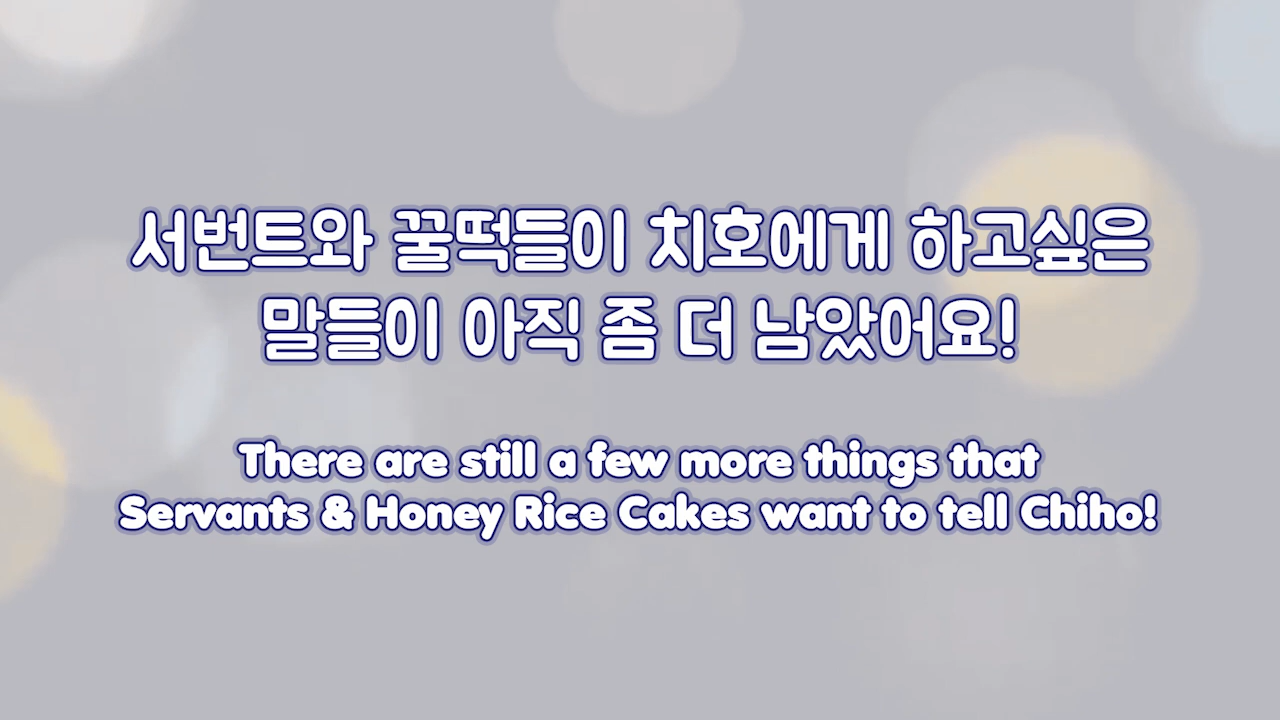 서번트와 꿀떡들이 치호에게 하고싶은
말들이 아직 좀 더 남았어요!
There are still a few more things that
Servants & Honey Rice Cakes want to tell Chiho!